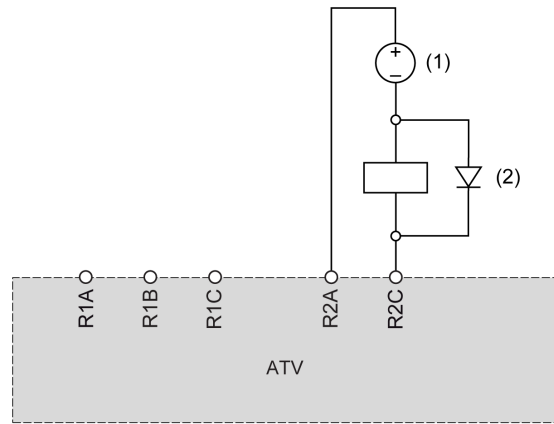 +
(1)
−
(2)
R1A
R1B
R1C
R2A
R2C
ATV